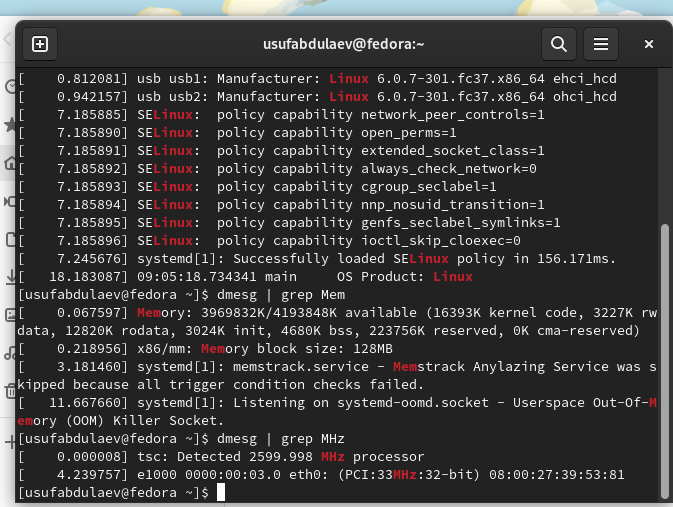 usufabdulaev@fedora:~
[    0.812081] usb usb1: Manufacturer: Linux 6.0.7-301.fc37.x86_64 ehci_hcd
[    0.942157] usb usb2: Manufacturer: Linux 6.0.7-301.fc37.x86_64 ohci_hcd
[    7.185885] SELinux:  policy capability network_peer_controls=1
[    7.185890] SELinux:  policy capability open_perms=1
[    7.185891] SELinux:  policy capability extended_socket_class=1
[    7.185892] SELinux:  policy capability always_check_network=0
[    7.185893] SELinux:  policy capability cgroup_seclabel=1
[    7.185894] SELinux:  policy capability nnp_nosuid_transition=1
[    7.185895] SELinux:  policy capability genfs_seclabel_symlinks=1
[    7.185896] SELinux:  policy capability ioctl_skip_cloexec=0
[    7.245676] systemd[1]: Successfully loaded SELinux policy in 156.171ms.
[   18.183087] 09:05:18.734341 main     OS Product: Linux
[usufabdulaev@fedora ~]$ dmesg | grep Mem
[    0.067597] Memory: 3969832K/4193848K available (16393K kernel code, 3227K rw
data, 12820K rodata, 3024K init, 4680K bss, 223756K reserved, 0K cma-reserved)
[    0.218956] x86/mm: Memory block size: 128MB
[    3.181460] systemd[1]: memstrack.service - Memstrack Anylazing Service was s
kipped because all trigger condition checks failed.
[   11.667660] systemd[1]: Listening on systemd-oomd.socket - Userspace Out-Of-M
emory (OOM) Killer Socket.
[usufabdulaev@fedora ~]$ dmesg | grep MHz
[    0.000008] tsc: Detected 2599.998 MHz processor
[    4.239757] e1000 0000:00:03.0 eth0: (PCI:33MHz:32-bit) 08:00:27:39:53:81
[usufabdulaev@fedora ~]$